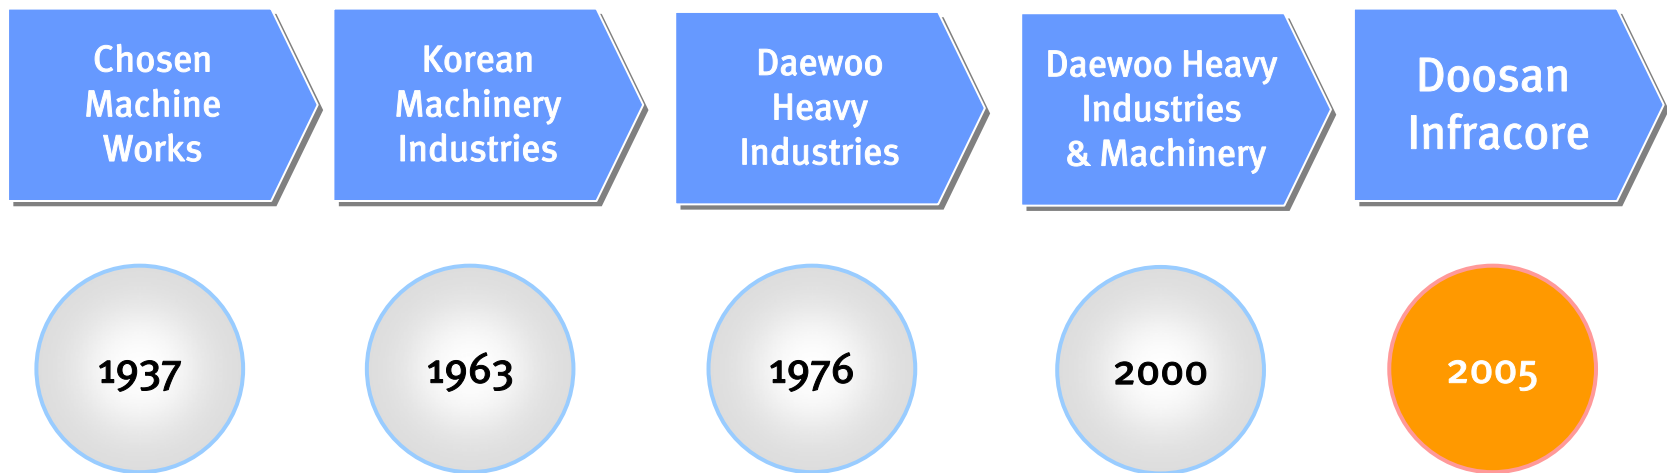 Chosen
Machine
Works
Korean
Machinery
Industries
Daewoo
Heavy
Industries
Daewoo Heavy
Industries
& Machinery
Doosan
Infracore
1937
1963
1976
2000
2005